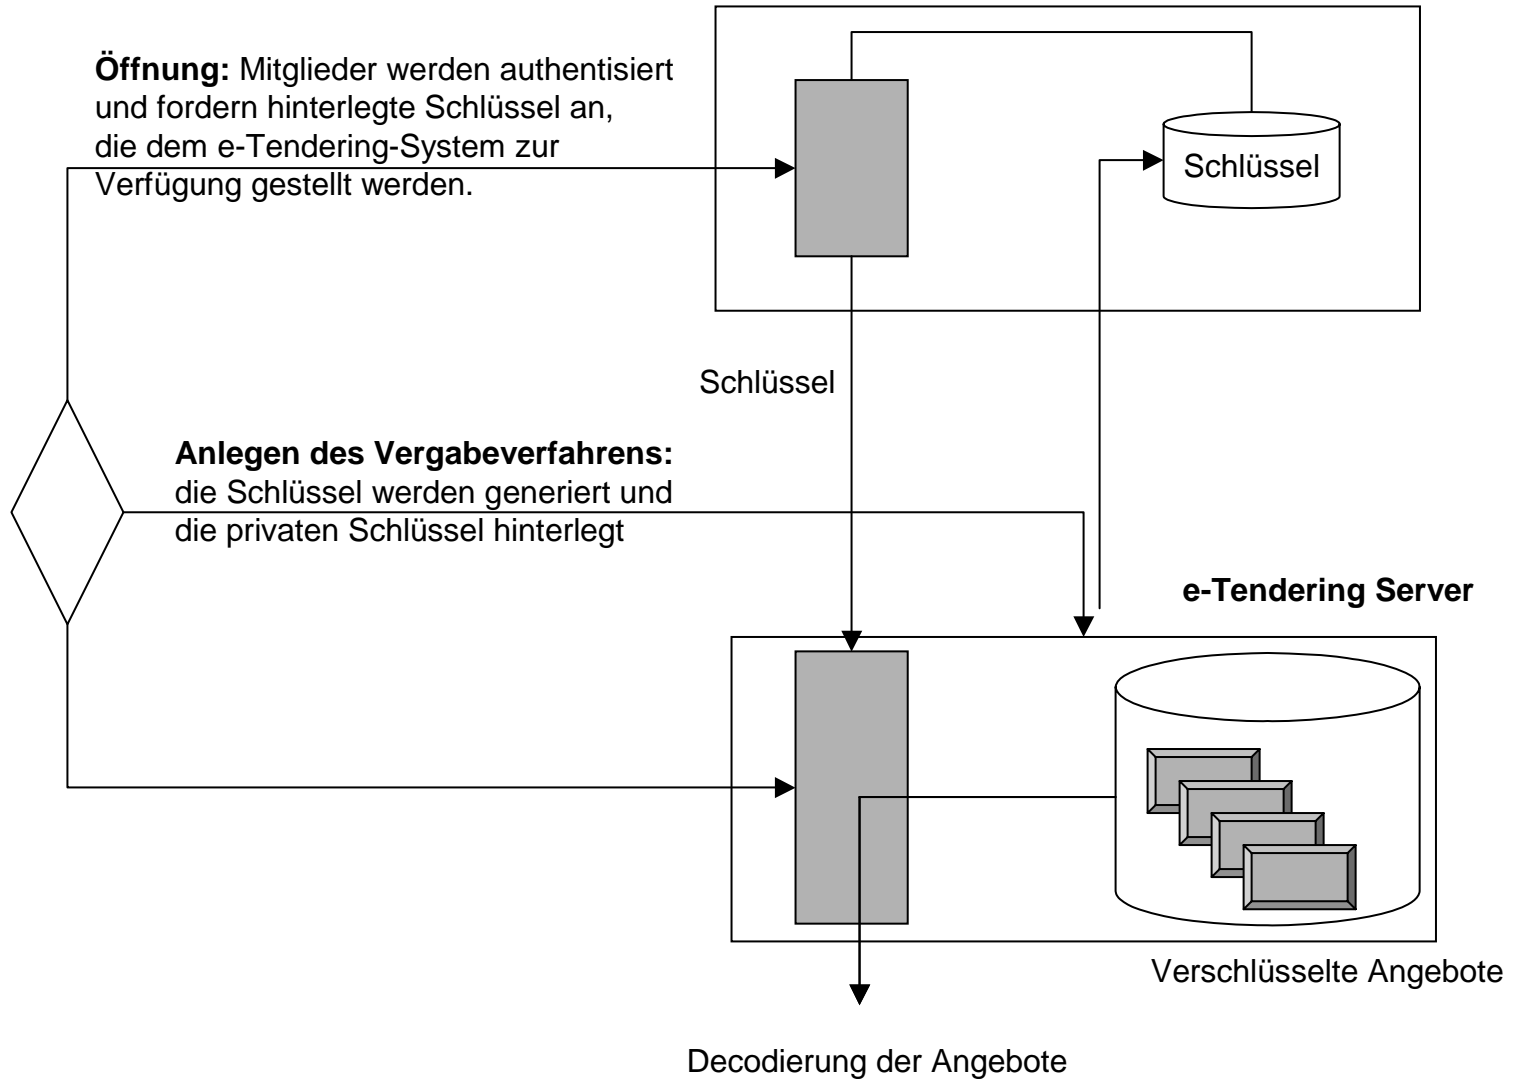 Öffnung: Mitglieder werden authentisiert
und fordern hinterlegte Schlüssel an,
die dem e-Tendering-System zur
Verfügung gestellt werden.
Schlüssel
Schlüssel
Anlegen des Vergabeverfahrens:
die Schlüssel werden generiert und
die privaten Schlüssel hinterlegt
e-Tendering Server
Verschlüsselte Angebote
Decodierung der Angebote